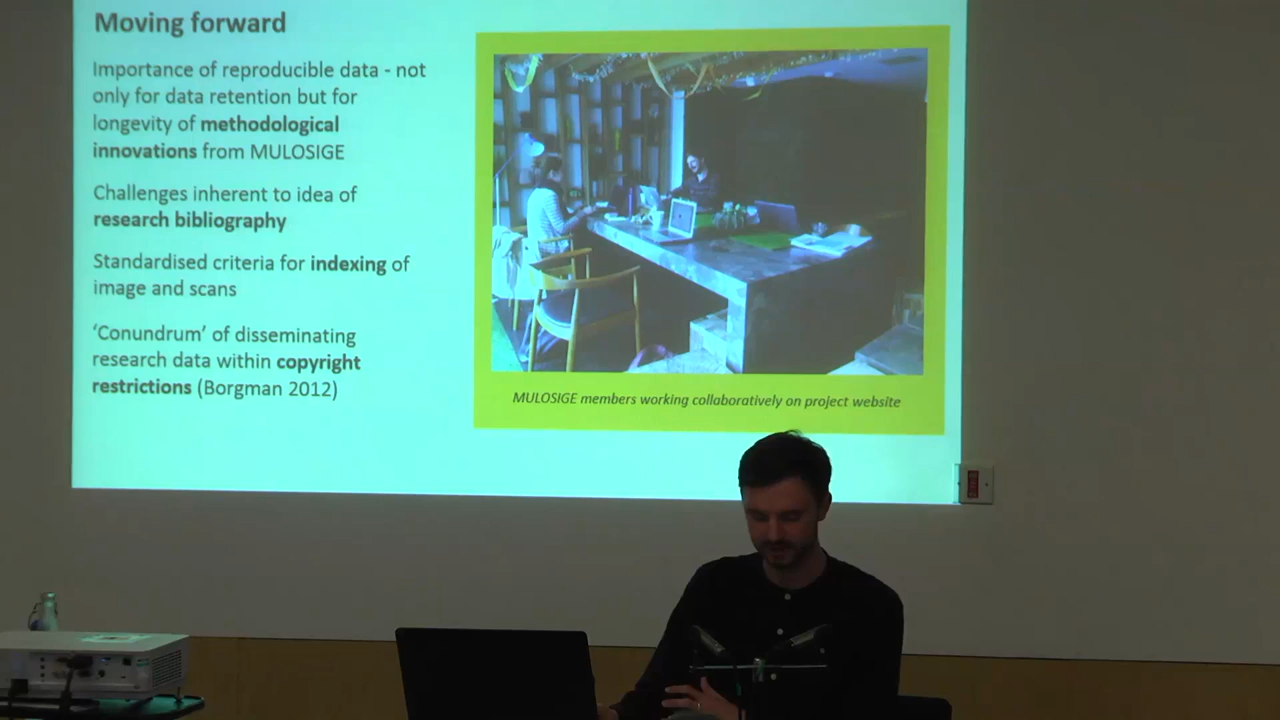 Moving forward
Importance of reproducible data - not
only for data retention but for
longevity of methodological
innovations from MULOSIGE
Challenges inherent to idea of
research bibliography
Standardised criteria for indexing of
image and scans
‘Conundrum’ of disseminating
research data within copyright
restrictions (Borgman 2012)
MULOSIGE members working collaboratively on project website